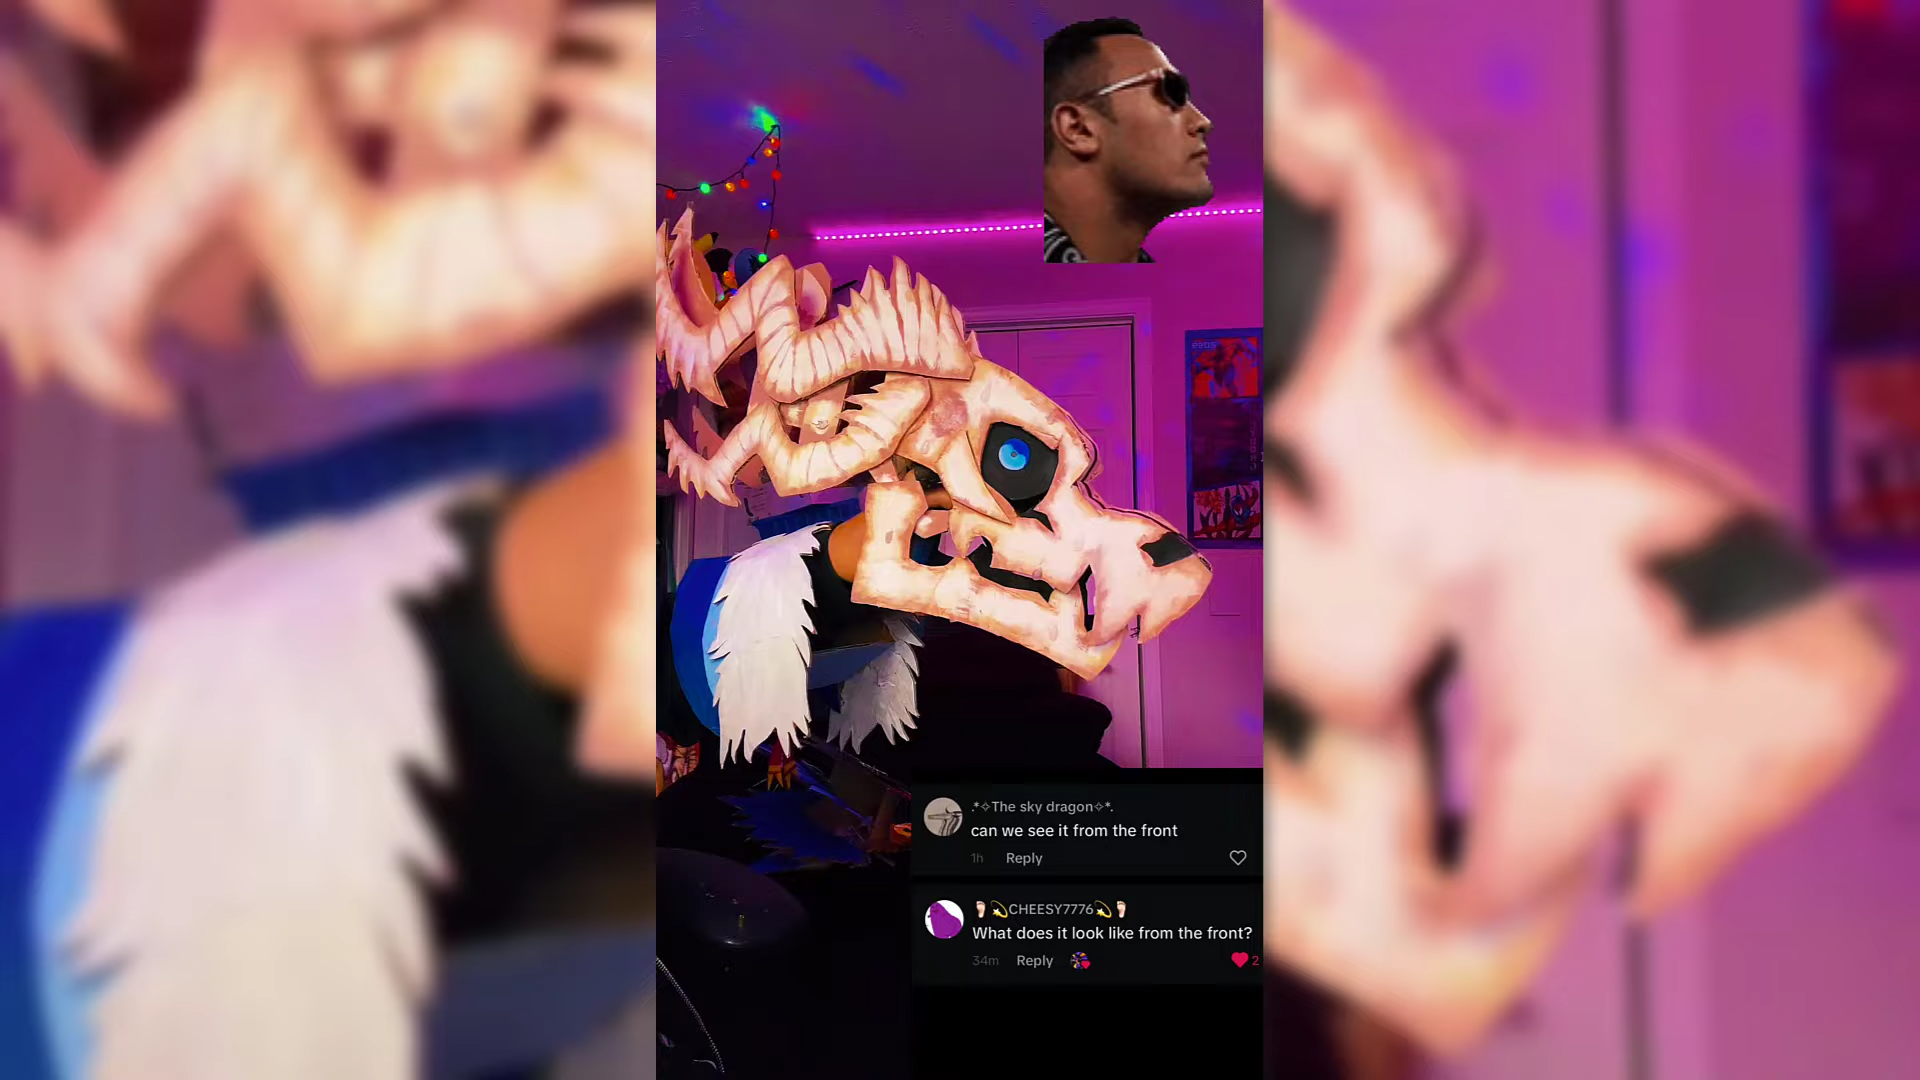 .*✧The sky dragon✧*.
can we see it from the front
1h Reply
🦶💫CHEESY7776💫🦶
What does it look like from the front?
34m Reply 2